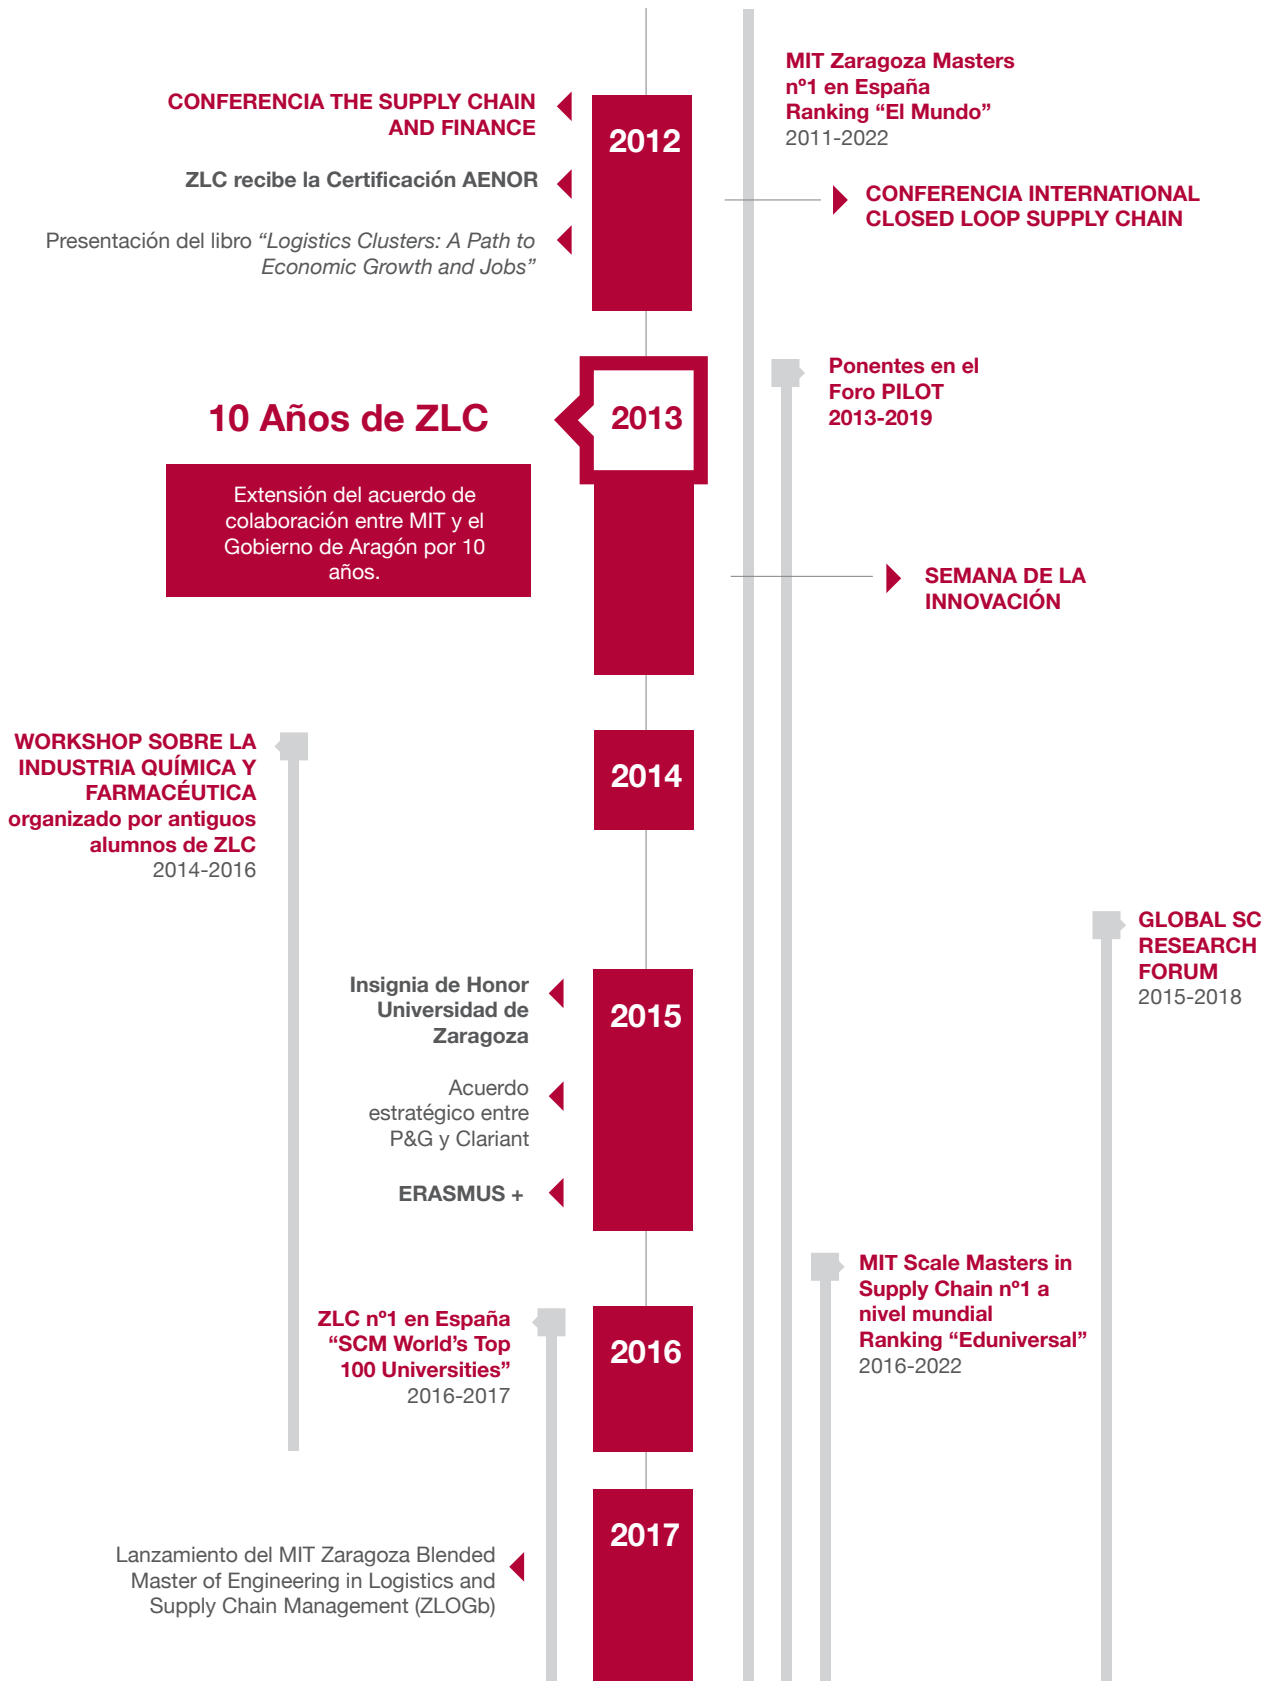 MIT Zaragoza Masters
nº1 en España
Ranking “El Mundo”
2011-2022
CONFERENCIA THE SUPPLY CHAIN
AND FINANCE
2012
ZLC recibe la Certificación AENOR
CONFERENCIA INTERNATIONAL
CLOSED LOOP SUPPLY CHAIN
Presentación del libro “Logistics Clusters: A Path to
Economic Growth and Jobs”
10 Años de ZLC
2013
Ponentes en el
Foro PILOT
2013-2019
Extensión del acuerdo de
colaboración entre MIT y el
Gobierno de Aragón por 10
años.
SEMANA DE LA
INNOVACIÓN
WORKSHOP SOBRE LA
INDUSTRIA QUÍMICA Y
FARMACÉUTICA
organizado por antiguos
alumnos de ZLC
2014-2016
2014
GLOBAL SC
RESEARCH
FORUM
2015-2018
Insignia de Honor
Universidad de
Zaragoza
2015
Acuerdo
estratégico entre
P&G y Clariant
ERASMUS +
MIT Scale Masters in
Supply Chain nº1 a
nivel mundial
Ranking “Eduniversal”
2016-2022
ZLC nº1 en España
“SCM World’s Top
100 Universities”
2016-2017
2016
2017
Lanzamiento del MIT Zaragoza Blended
Master of Engineering in Logistics and
Supply Chain Management (ZLOGb)